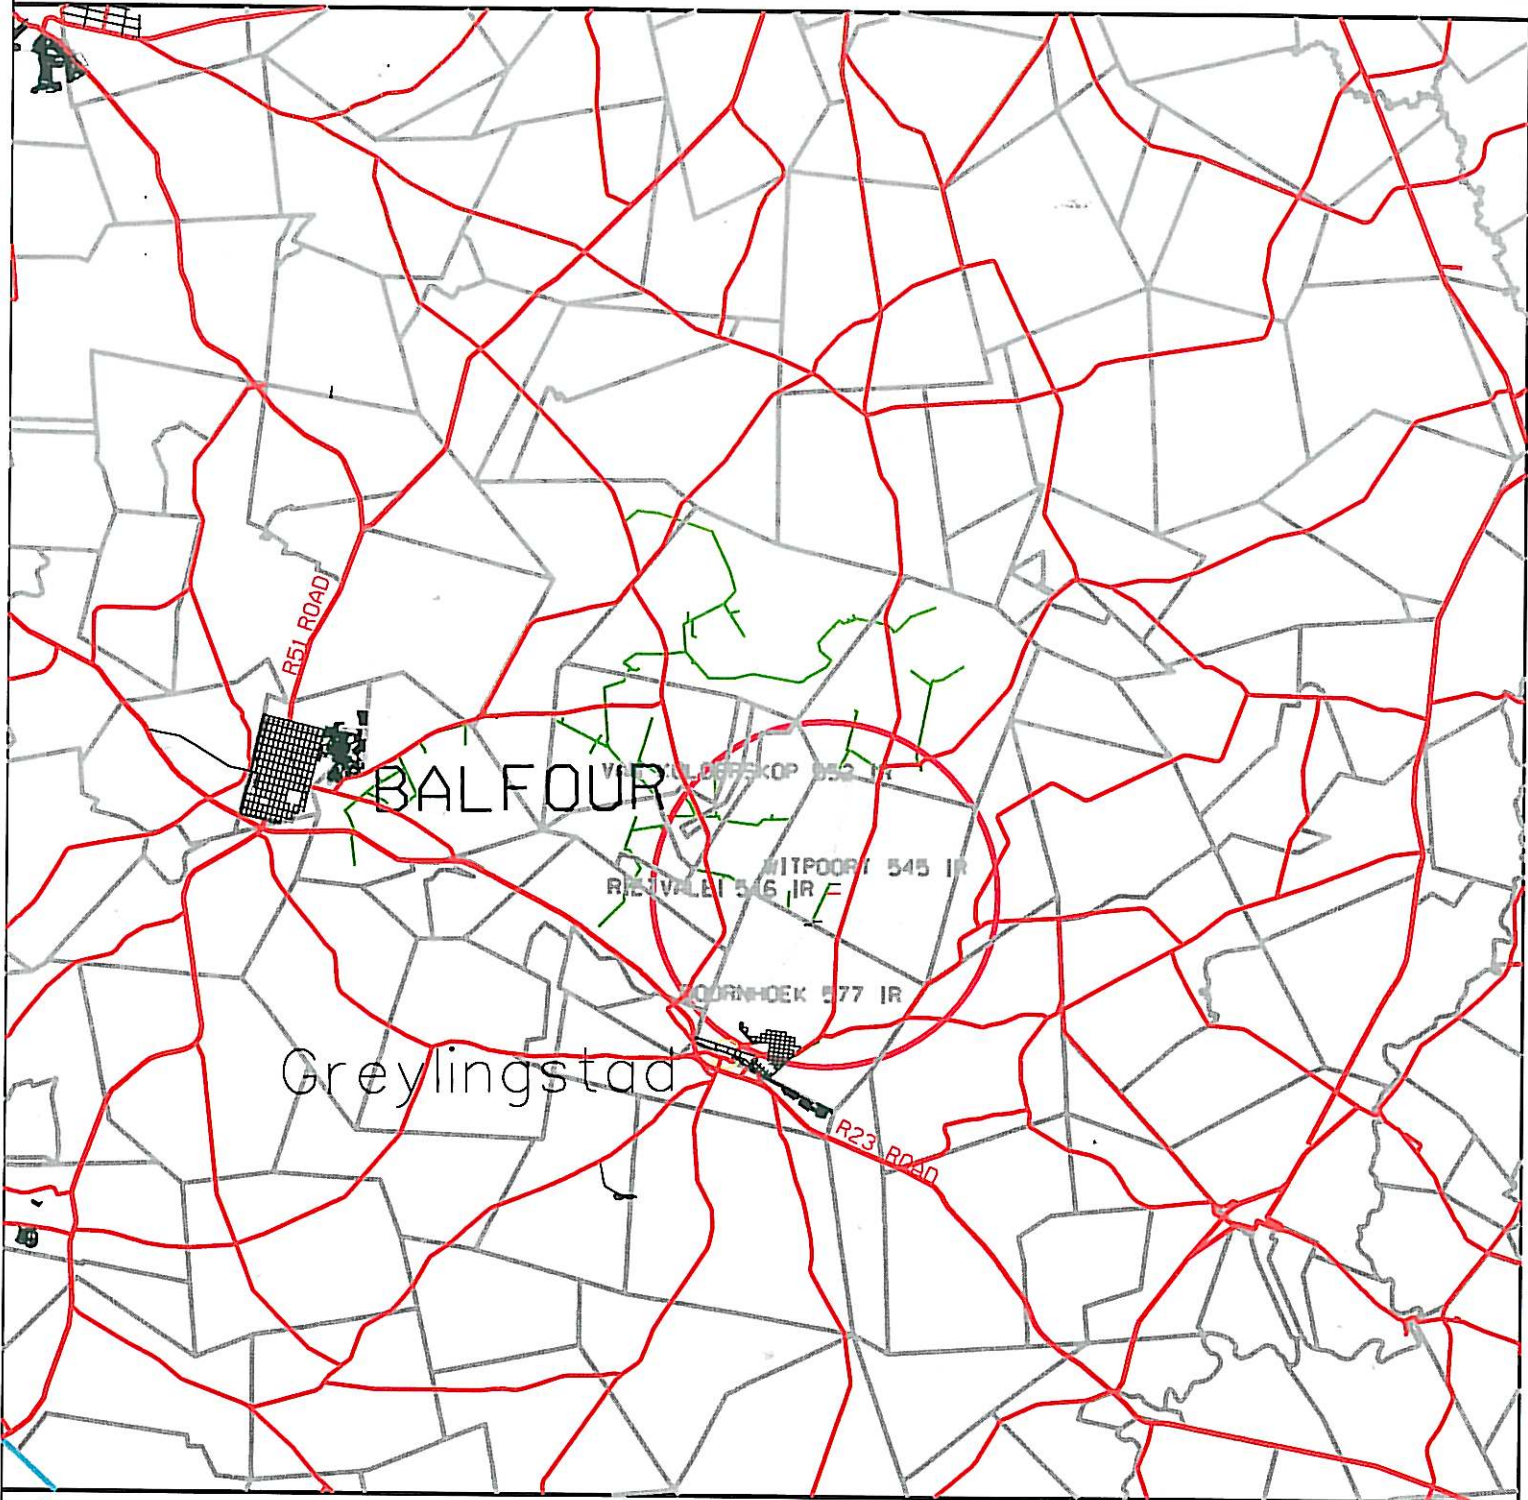 R51 ROAD
BALFOUR
WITPOORT 545 IR
546 IR
577 IR
Greylingstad
R23 ROAD